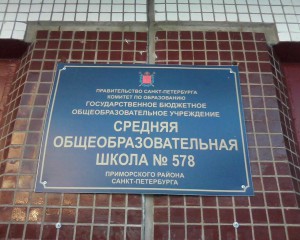 ПРАВИТЕЛЬСТВО САНКТ-ПЕТЕРБУРГА
КОМИТЕТ ПО ОБРАЗОВАНИЮ
ГОСУДАРСТВЕННОЕ БЮДЖЕТНОЕ
ОБЩЕОБРАЗОВАТЕЛЬНОЕ УЧРЕЖДЕНИЕ
СРЕДНЯЯ
ОБЩЕОБРАЗОВАТЕЛЬНАЯ
ШКОЛА № 578
ПРИМОРСКОГО РАЙОНА
САНКТ-ПЕТЕРБУРГА